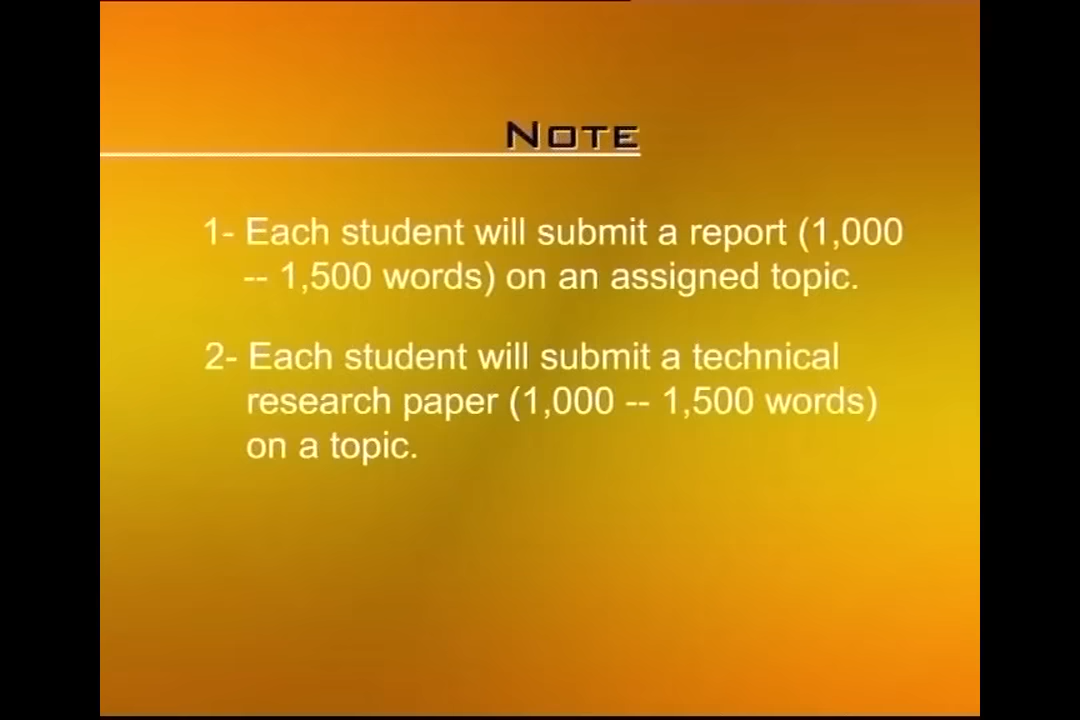 NOTE
1- Each student will submit a report (1,000
-- 1,500 words) on an assigned topic.
2- Each student will submit a technical
research paper (1,000 -- 1,500 words)
on a topic.